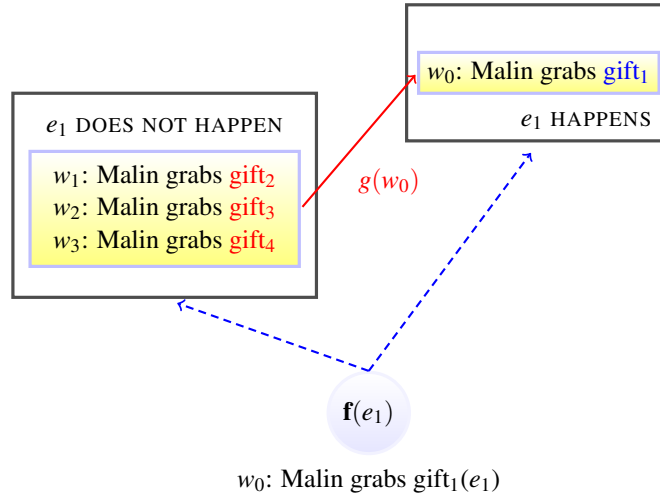 w₀: Malin grabs gift₁
e₁ HAPPENS
e₁ DOES NOT HAPPEN
w₁: Malin grabs gift₂
w₂: Malin grabs gift₃
w₃: Malin grabs gift₄
g(w₀)
f(e₁)
w₀: Malin grabs gift₁(e₁)